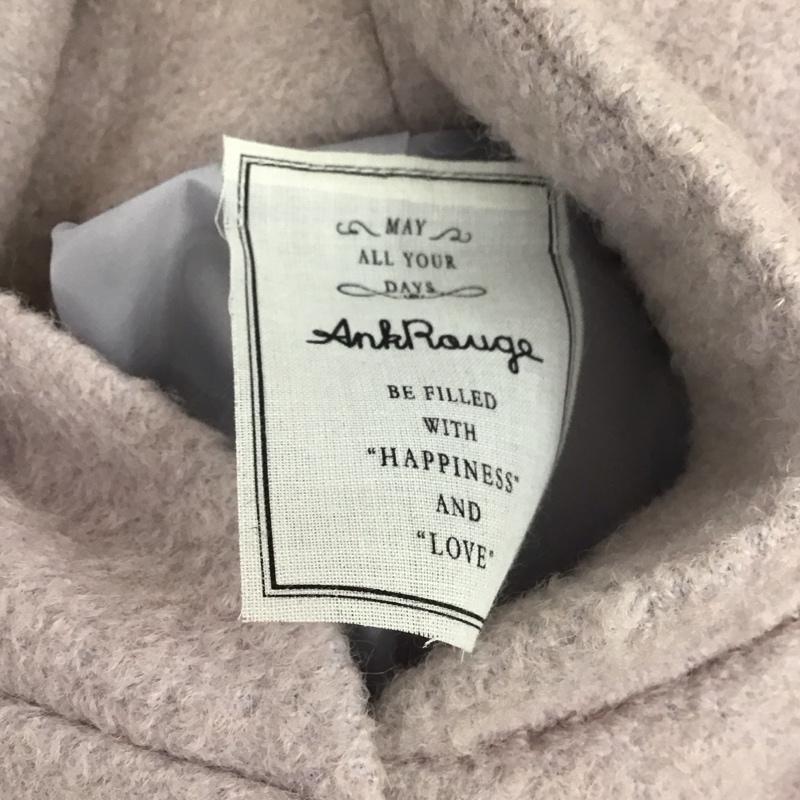 MAY
ALL YOUR
DAYS
AnkRouge
BE FILLED
WITH
"HAPPINESS"
AND
"LOVE"